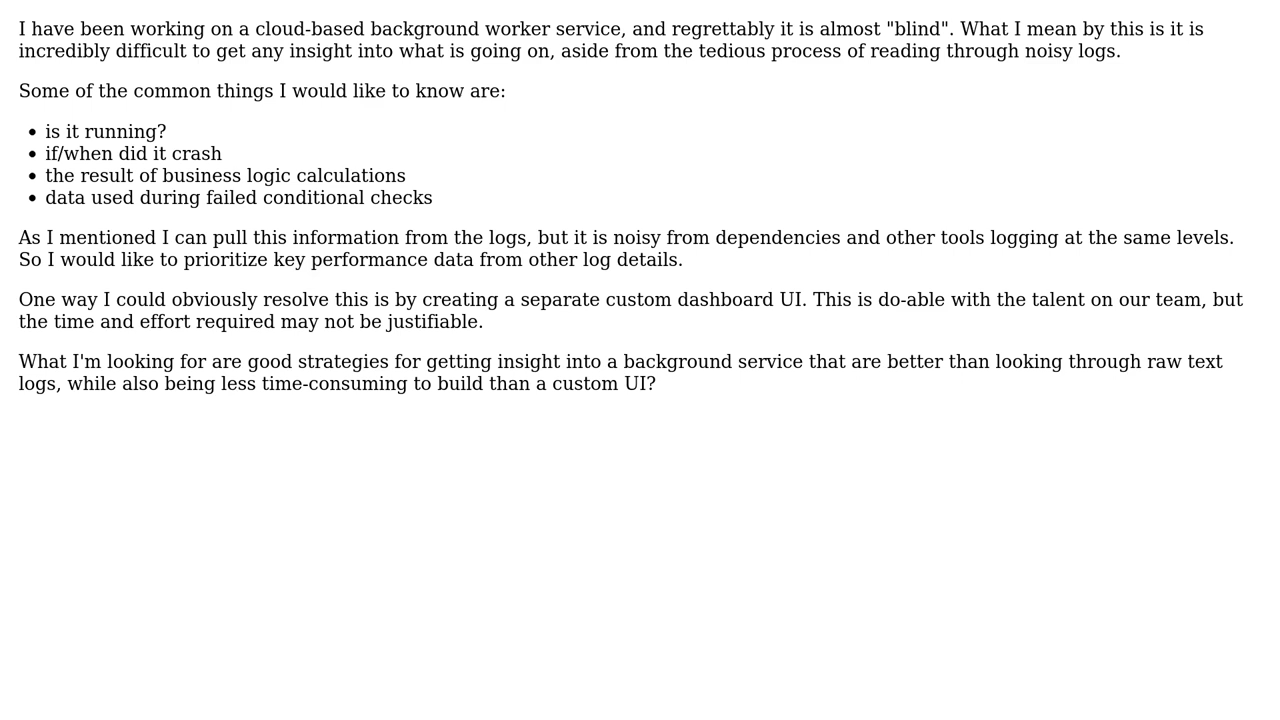 I have been working on a cloud-based background worker service, and regrettably it is almost "blind". What I mean by this is it is
incredibly difficult to get any insight into what is going on, aside from the tedious process of reading through noisy logs.
Some of the common things I would like to know are:
• is it running?
• if/when did it crash
• the result of business logic calculations
• data used during failed conditional checks
As I mentioned I can pull this information from the logs, but it is noisy from dependencies and other tools logging at the same levels.
So I would like to prioritize key performance data from other log details.
One way I could obviously resolve this is by creating a separate custom dashboard UI. This is do-able with the talent on our team, but
the time and effort required may not be justifiable.
What I'm looking for are good strategies for getting insight into a background service that are better than looking through raw text
logs, while also being less time-consuming to build than a custom UI?